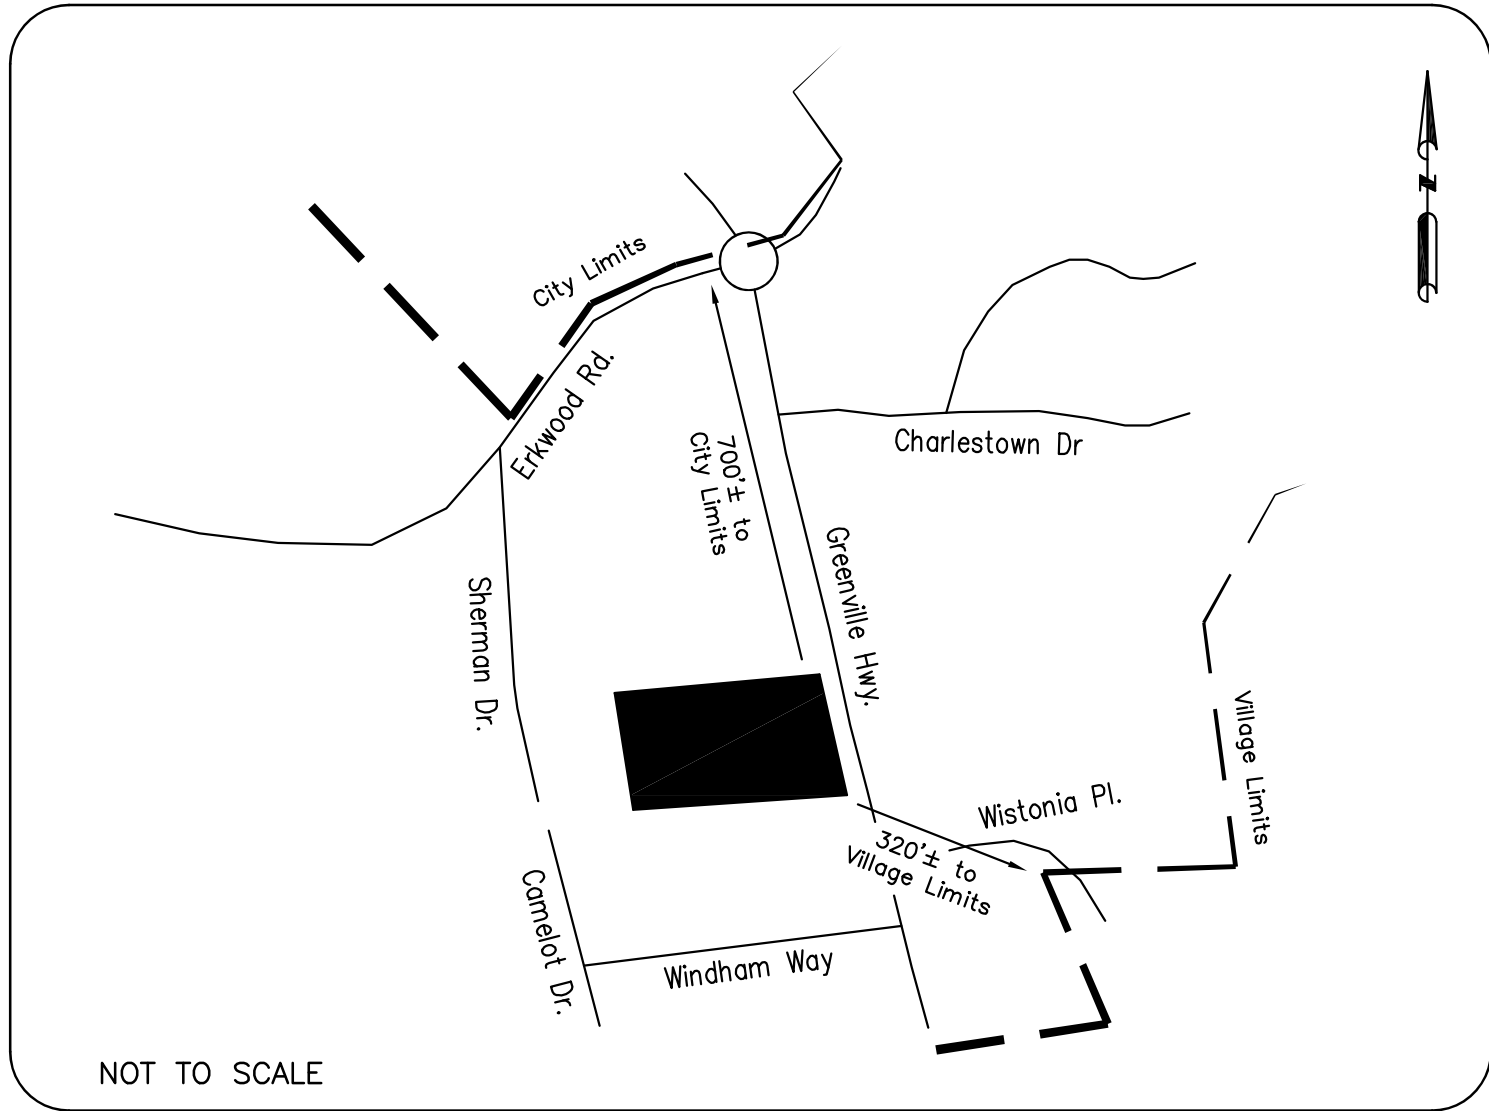 N
City Limits
Erkwood Rd.
Charlestown Dr
700'± to
City Limits
Greenville Hwy.
Sherman Dr.
Village Limits
Wistonia Pl.
320'± to
Village Limits
Camelot Dr.
Windham Way
NOT TO SCALE